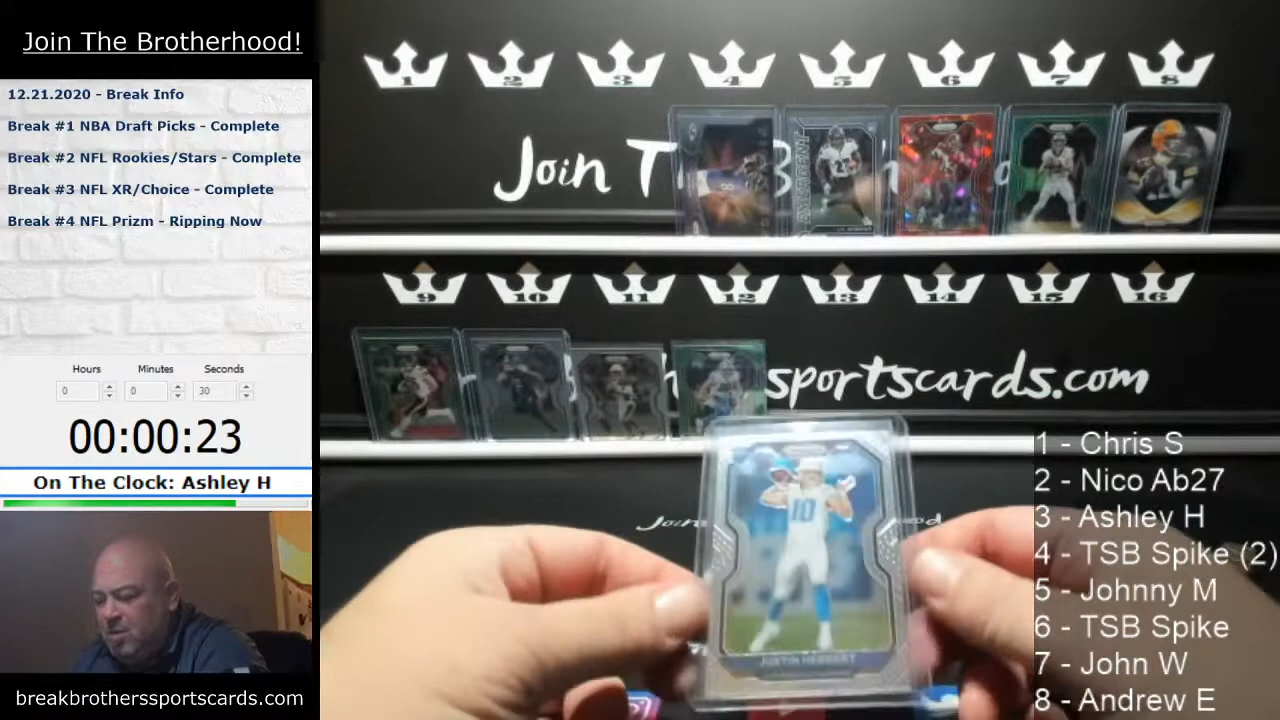 Join The Brotherhood!
12.21.2020 - Break Info
Break #1 NBA Draft Picks - Complete
Break #2 NFL Rookies/Stars - Complete
Break #3 NFL XR/Choice - Complete
Break #4 NFL Prizm - Ripping Now
Hours Minutes Seconds
0 0 30
00:00:23
On The Clock: Ashley H
breakbrotherssportscards.com
1 2 3 4 5 6 7 8
Join T
EMERGENT
9 10 11 12 13 14 15 16
sportscards.com
10
JUSTIN HERBERT
1 - Chris S
2 - Nico Ab27
3 - Ashley H
4 - TSB Spike (2)
5 - Johnny M
6 - TSB Spike
7 - John W
8 - Andrew E